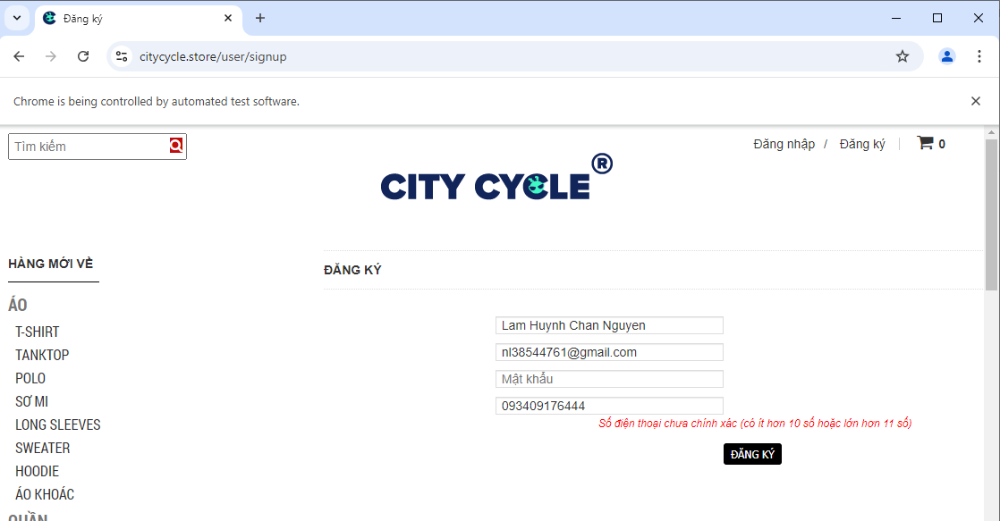 Đăng ký
citycycle.store/user/signup
Chrome is being controlled by automated test software.
Tìm kiếm
Đăng nhập / Đăng ký 0
CITY CYCLE ®
HÀNG MỚI VỀ
ÁO
T-SHIRT
TANKTOP
POLO
SƠ MI
LONG SLEEVES
SWEATER
HOODIE
ÁO KHOÁC
QUẦN
ĐĂNG KÝ
Lam Huynh Chan Nguyen
nl38544761@gmail.com
Mật khẩu
093409176444
Số điện thoại chưa chính xác (có ít hơn 10 số hoặc lớn hơn 11 số)
ĐĂNG KÝ